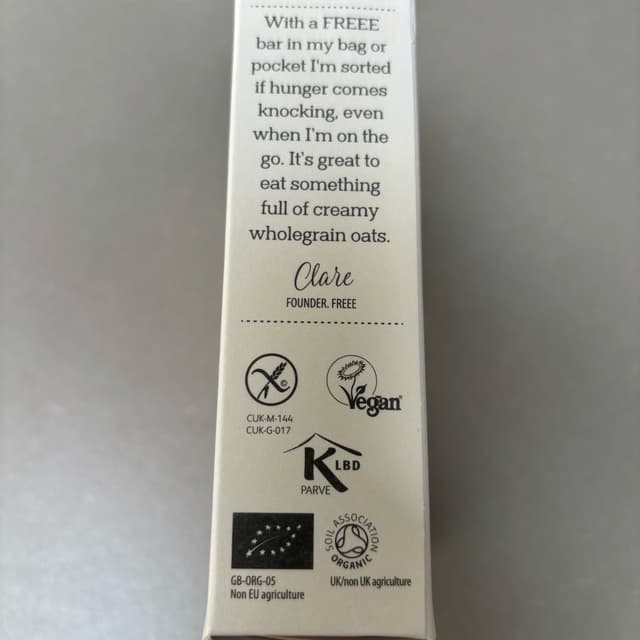 With a FREEE
bar in my bag or
pocket I'm sorted
if hunger comes
knocking, even
when I'm on the
go. It's great to
eat something
full of creamy
wholegrain oats.
Clare
FOUNDER. FREEE
©
CUK-M-144
CUK-G-017
Vegan®
K LBD
PARVE
SOIL ASSOCIATION
ORGANIC
GB-ORG-05
Non EU agriculture
UK/non UK agriculture